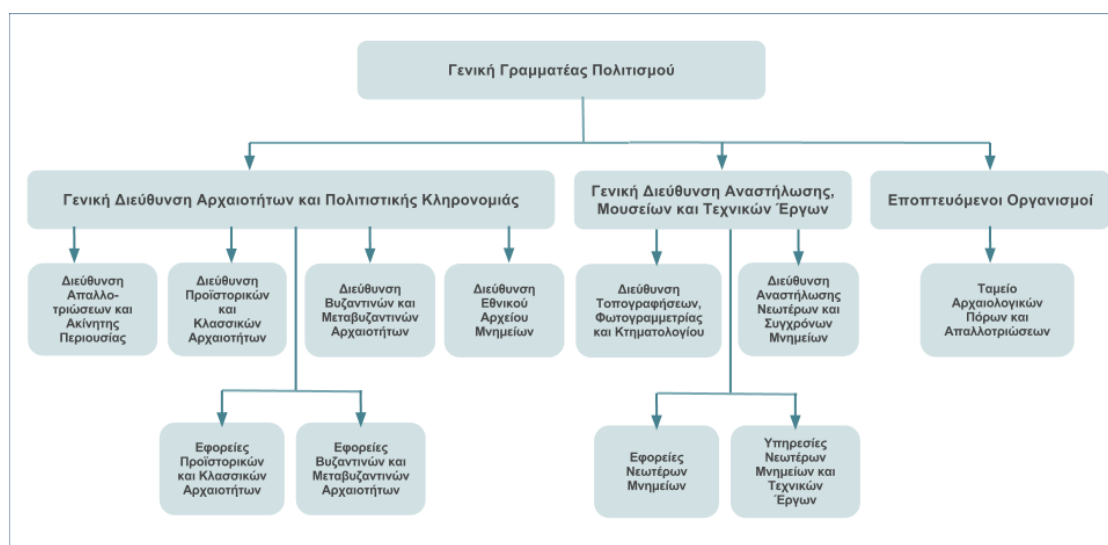 Γενική Γραμματέας Πολιτισμού
Γενική Διεύθυνση Αρχαιοτήτων και Πολιτιστικής Κληρονομιάς
Γενική Διεύθυνση Αναστήλωσης,
Μουσείων και Τεχνικών Έργων
Εποπτευόμενοι Οργανισμοί
Διεύθυνση
Απαλλο-
τριώσεων και
Ακίνητης
Περιουσίας
Διεύθυνση
Προϊστορικών
και
Κλασσικών
Αρχαιοτήτων
Διεύθυνση
Βυζαντινών και
Μεταβυζαντινών
Αρχαιοτήτων
Διεύθυνση
Εθνικού
Αρχείου
Μνημείων
Διεύθυνση
Τοπογραφήσεων,
Φωτογραμμετρίας
και Κτηματολογίου
Διεύθυνση
Αναστήλωσης
Νεωτέρων και
Συγχρόνων
Μνημείων
Ταμείο
Αρχαιολογικών
Πόρων και
Απαλλοτριώσεων
Εφορείες
Προϊστορικών
και Κλασσικών
Αρχαιοτήτων
Εφορείες
Βυζαντινών και
Μεταβυζαντινών
Αρχαιοτήτων
Εφορείες
Νεωτέρων
Μνημείων
Υπηρεσίες
Νεωτέρων
Μνημείων και
Τεχνικών
Έργων